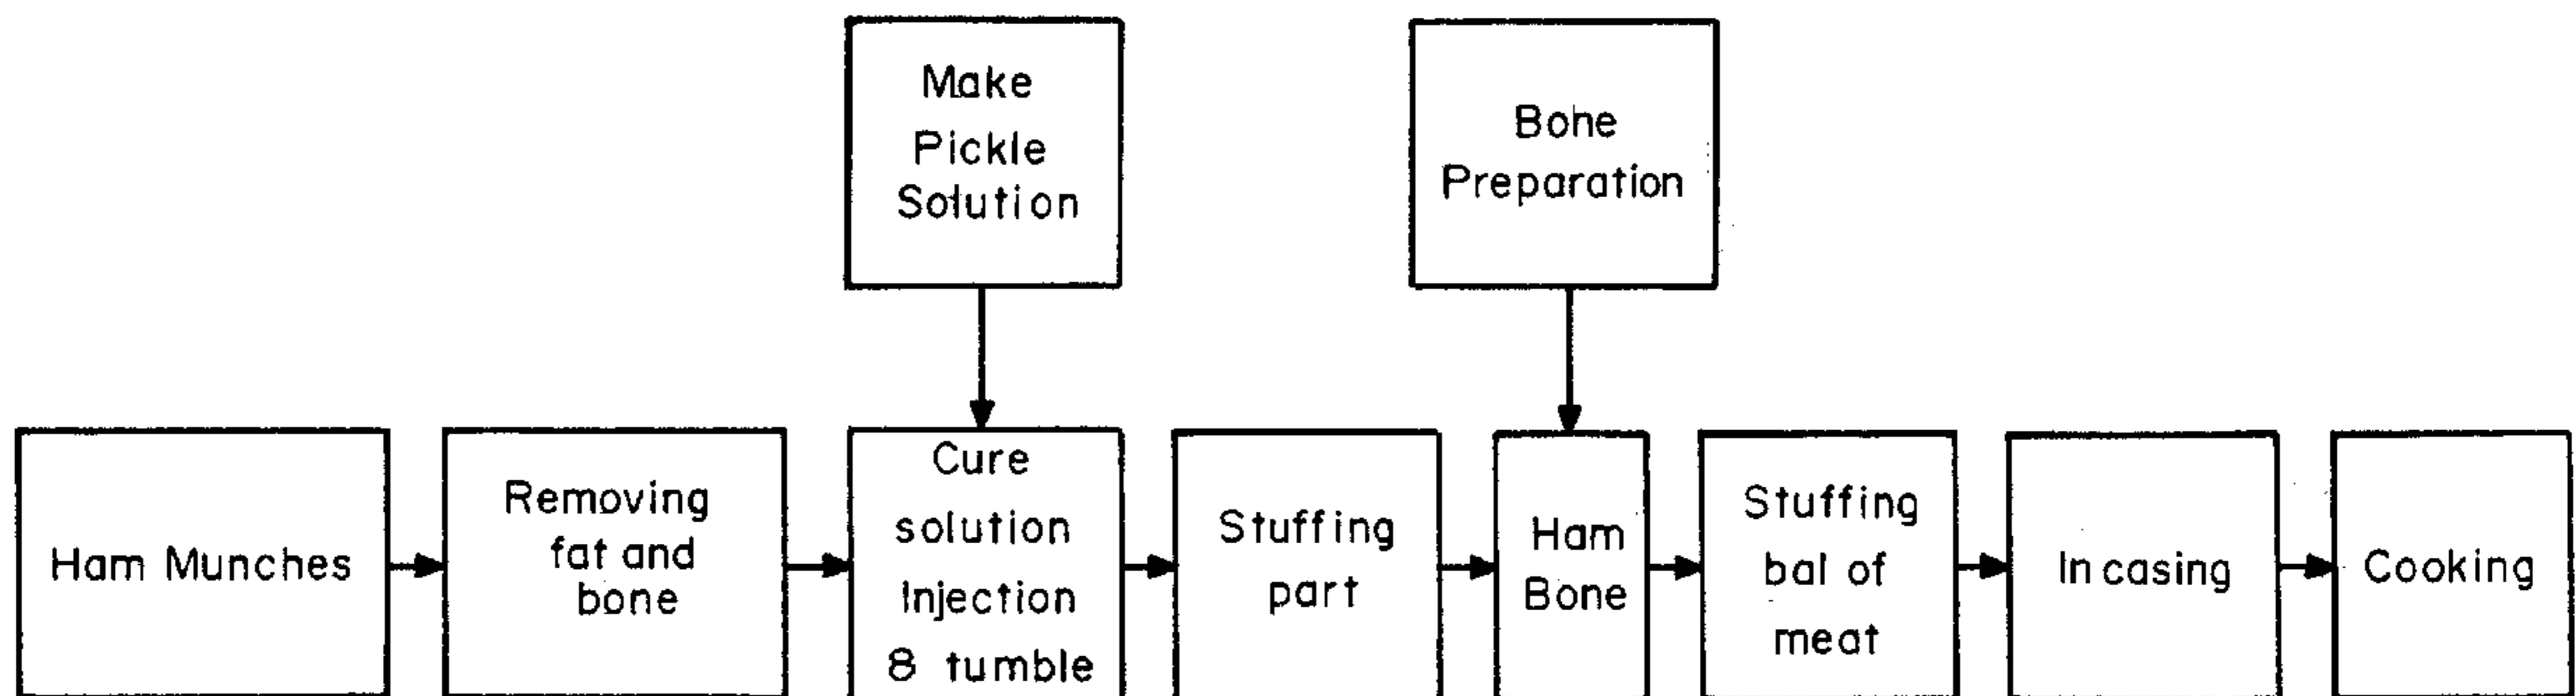 Make
Pickle
Solution
Bone
Preparation
Ham Munches
Removing
fat and
bone
Cure
solution
Injection
8 tumble
Stuffing
part
Ham
Bone
Stuffing
bal of
meat
In casing
Cooking